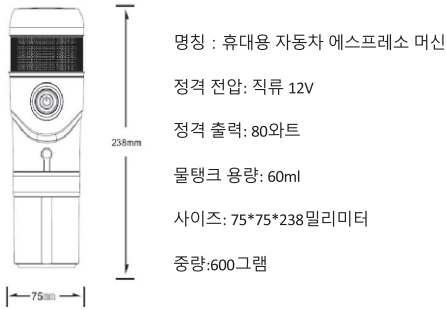 명칭 : 휴대용 자동차 에스프레소 머신
정격 전압: 직류 12V
238mm
정격 출력: 80와트
물탱크 용량: 60ml
사이즈: 75*75*238밀리미터
중량:600그램
75mm